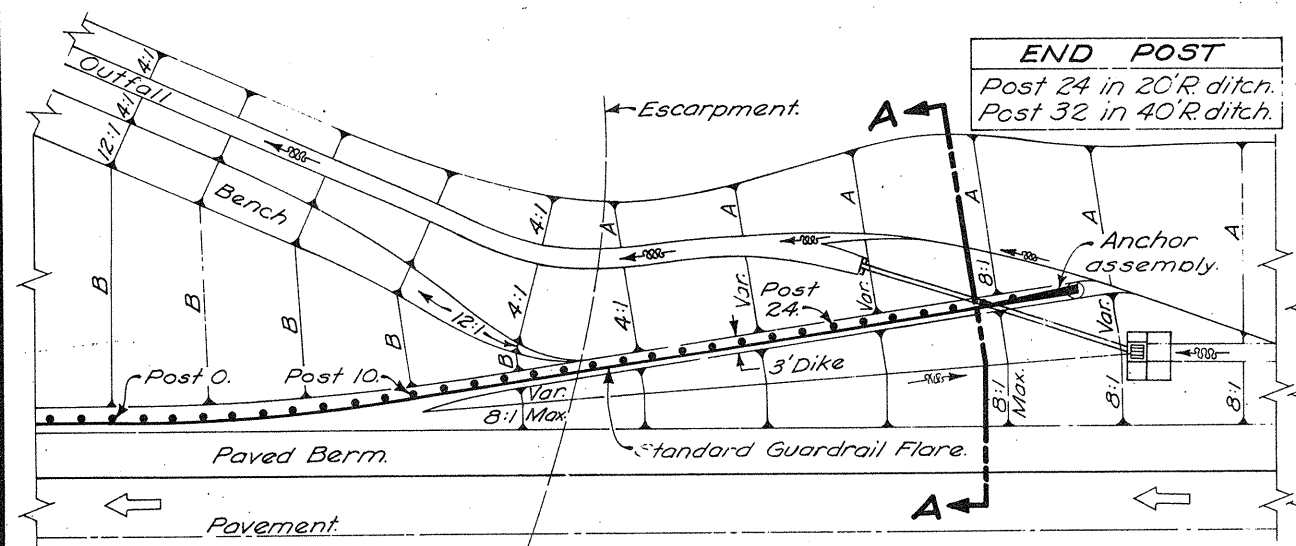 END POST
Post 24 in 20'R. ditch.
Post 32 in 40'R. ditch.
Outfall
4:1
4:1
12:1
Bench
Escarpment.
A
A
A
A
A
A
A
4:1
4:1
4:1
8:1
Anchor
assembly.
B
B
B
B
B
12:1
Var.
Post
24.
Var.
Var.
3' Dike
Post 0.
Post 10.
Var.
8:1 Max.
8:1
Max.
8:1
8:1
Standard Guardrail Flare.
Paved Berm.
Pavement.
A